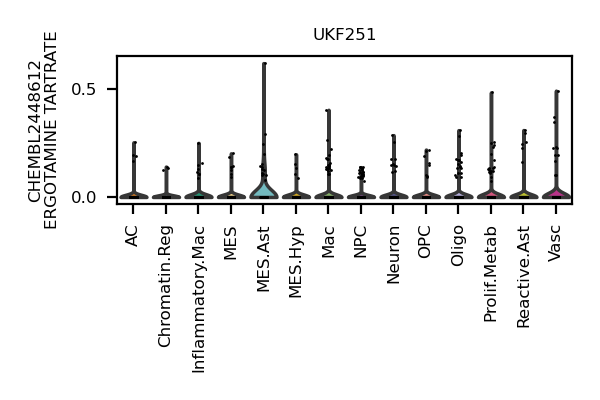 UKF251
CHEMBL2448612
ERGOTAMINE TARTRATE
0.5
0.0
AC
Chromatin.Reg
Inflammatory.Mac
MES
MES.Ast
MES.Hyp
Mac
NPC
Neuron
OPC
Oligo
Prolif.Metab
Reactive.Ast
Vasc